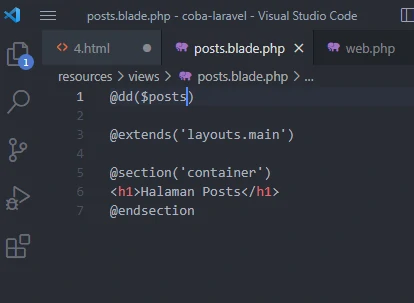 posts.blade.php - coba-laravel - Visual Studio Code
4.html
posts.blade.php
web.php
1
resources > views > posts.blade.php > ...
1 @dd($posts)
2
3 @extends('layouts.main')
4
5 @section('container')
6 <h1>Halaman Posts</h1>
7 @endsection